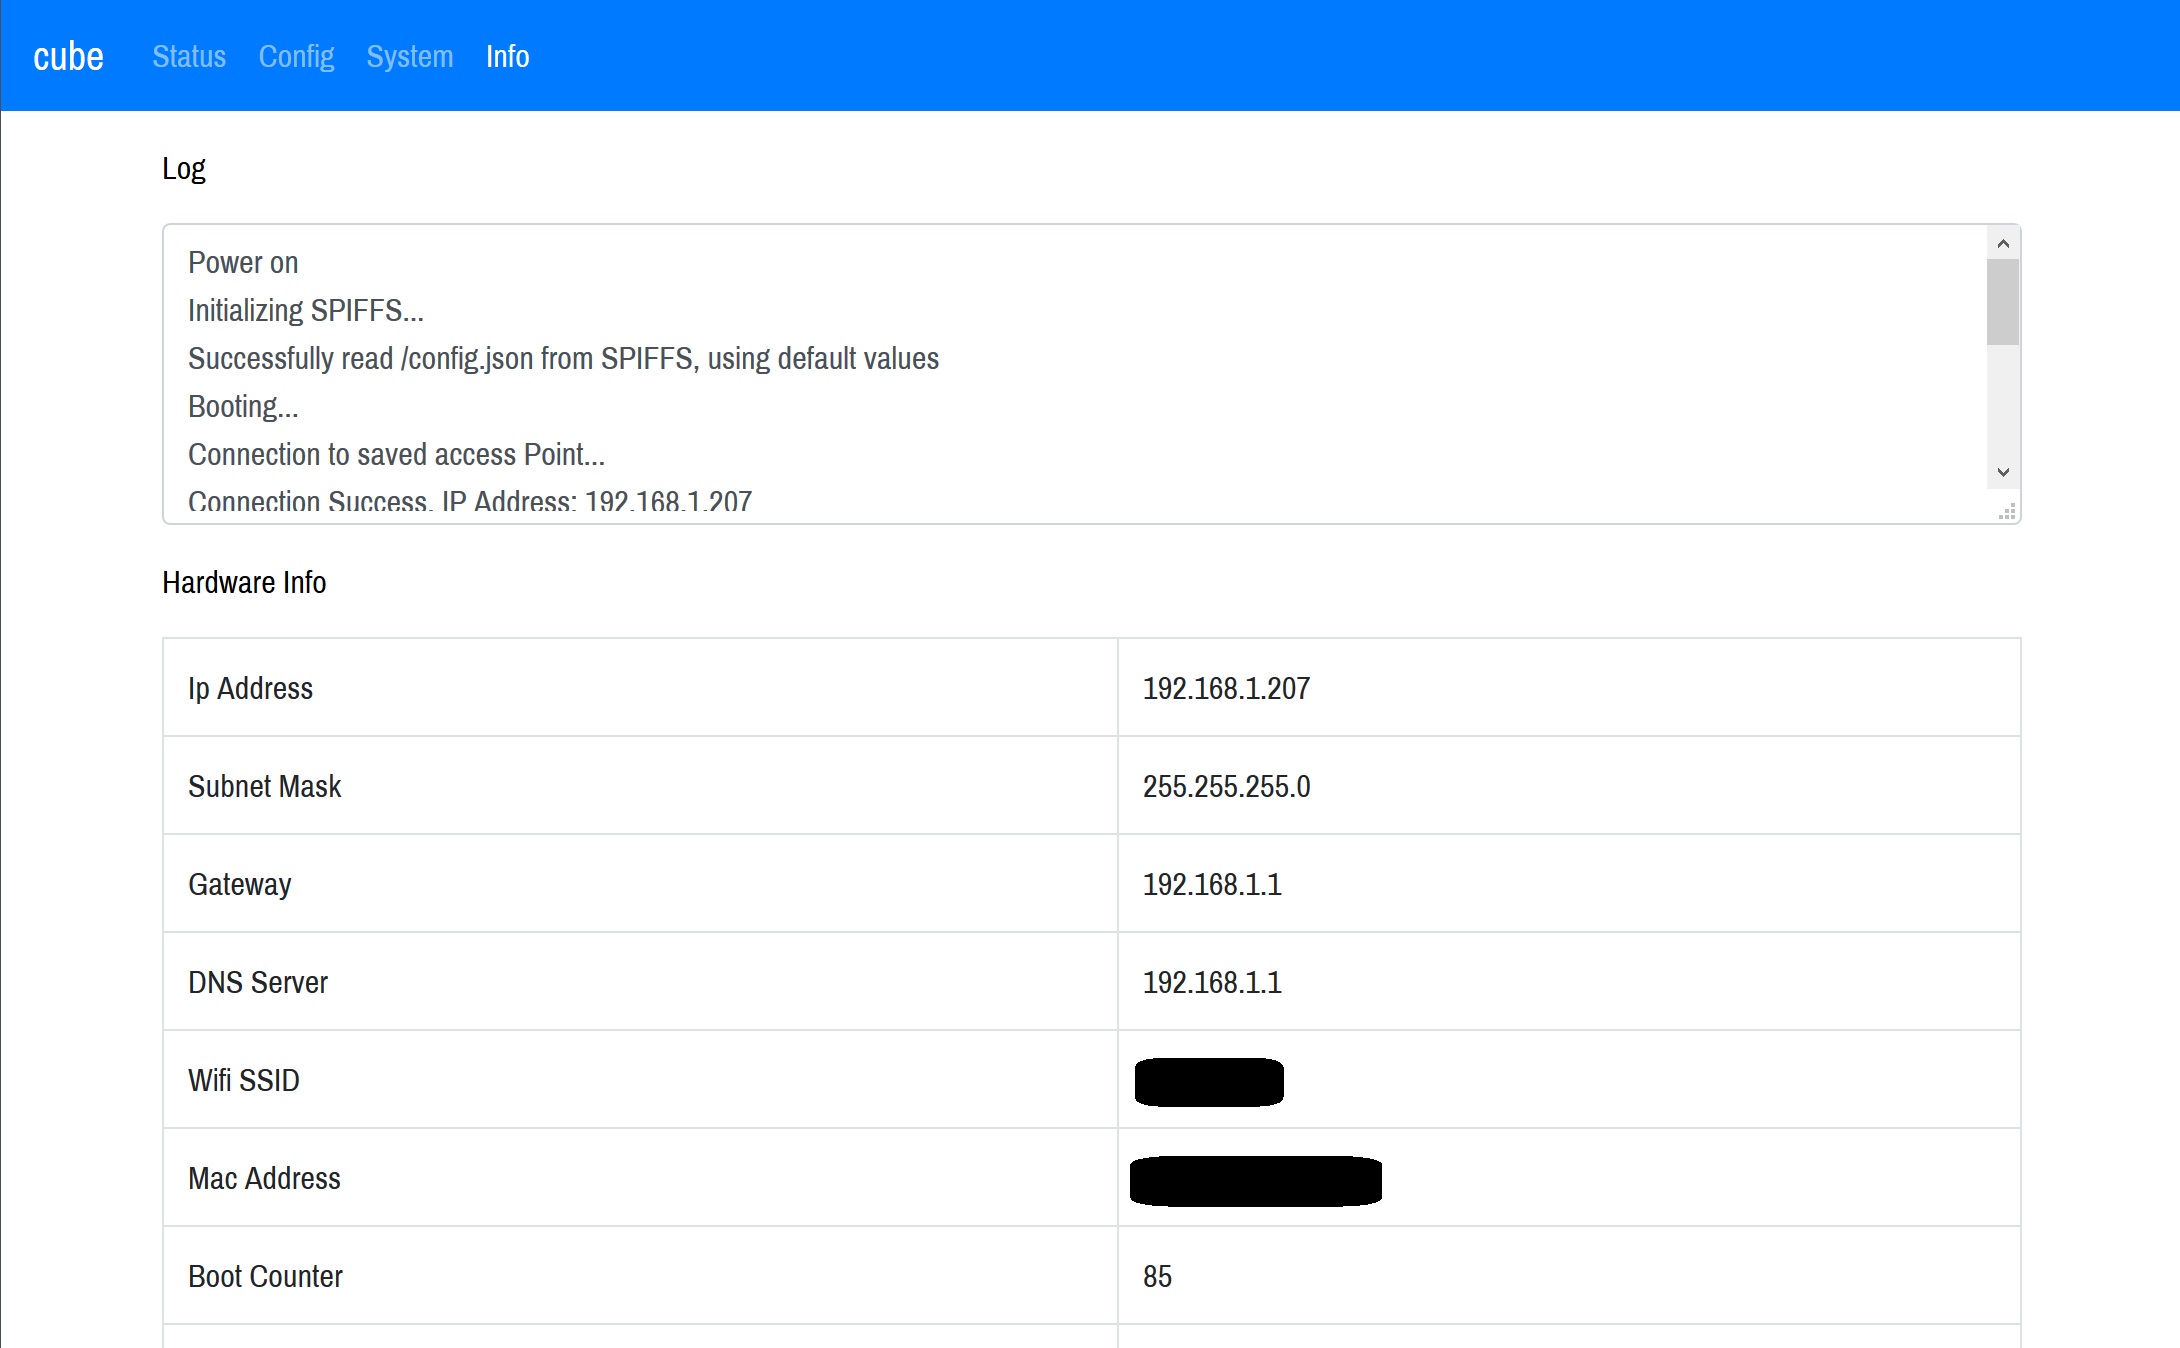 cube Status Config System Info
Log
Power on
Initializing SPIFFS...
Successfully read /config.json from SPIFFS, using default values
Booting...
Connection to saved access Point...
Connection Success. IP Address: 192.168.1.207
Hardware Info
Ip Address 192.168.1.207
Subnet Mask 255.255.255.0
Gateway 192.168.1.1
DNS Server 192.168.1.1
Wifi SSID
Mac Address
Boot Counter 85